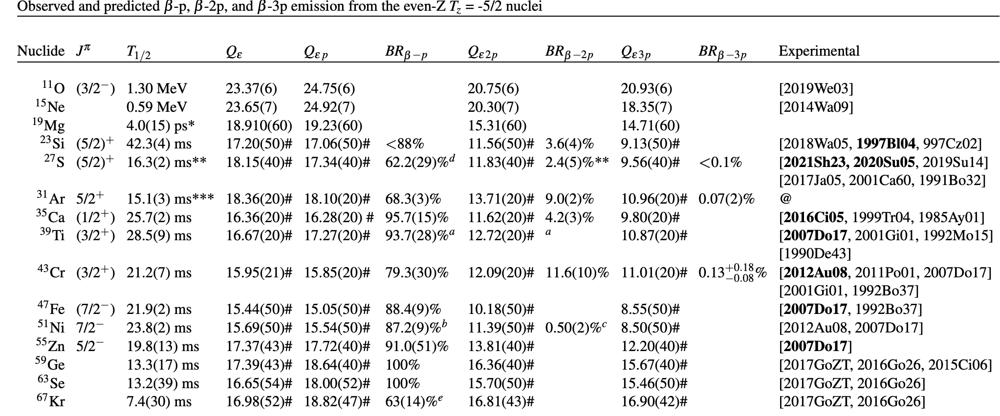 Observed and predicted β-p, β-2p, and β-3p emission from the even-Z T_z = -5/2 nuclei
Nuclide J^π T_{1/2} Q_ε Q_{εp} BR_{β−p} Q_{ε2p} BR_{β−2p} Q_{ε3p} BR_{β−3p} Experimental
^{11}O (3/2^−) 1.30 MeV 23.37(6) 24.75(6) 20.75(6) 20.93(6) [2019We03]
^{15}Ne 0.59 MeV 23.65(7) 24.92(7) 20.30(7) 18.35(7) [2014Wa09]
^{19}Mg 4.0(15) ps* 18.910(60) 19.23(60) 15.31(60) 14.71(60)
^{23}Si (5/2)^+ 42.3(4) ms 17.20(50)# 17.06(50)# <88% 11.56(50)# 3.6(4)% 9.13(50)# [2018Wa05, 1997Bl04, 997Cz02]
^{27}S (5/2)^+ 16.3(2) ms** 18.15(40)# 17.34(40)# 62.2(29)%^d 11.83(40)# 2.4(5)%** 9.56(40)# <0.1% [2021Sh23, 2020Su05, 2019Su14]
[2017Ja05, 2001Ca60, 1991Bo32]
^{31}Ar 5/2^+ 15.1(3) ms*** 18.36(20)# 18.10(20)# 68.3(3)% 13.71(20)# 9.0(2)% 10.96(20)# 0.07(2)% @
^{35}Ca (1/2^+) 25.7(2) ms 16.36(20)# 16.28(20) # 95.7(15)% 11.62(20)# 4.2(3)% 9.80(20)# [2016Ci05, 1999Tr04, 1985Ay01]
^{39}Ti (3/2^+) 28.5(9) ms 16.67(20)# 17.27(20)# 93.7(28)%^a 12.72(20)# ^a 10.87(20)# [2007Do17, 2001Gi01, 1992Mo15]
[1990De43]
^{43}Cr (3/2^+) 21.2(7) ms 15.95(21)# 15.85(20)# 79.3(30)% 12.09(20)# 11.6(10)% 11.01(20)# 0.13^{+0.18}_{−0.08}% [2012Au08, 2011Po01, 2007Do17]
[2001Gi01, 1992Bo37]
^{47}Fe (7/2^−) 21.9(2) ms 15.44(50)# 15.05(50)# 88.4(9)% 10.18(50)# 8.55(50)# [2007Do17, 1992Bo37]
^{51}Ni 7/2^− 23.8(2) ms 15.69(50)# 15.54(50)# 87.2(9)%^b 11.39(50)# 0.50(2)%^c 8.50(50)# [2012Au08, 2007Do17]
^{55}Zn 5/2^− 19.8(13) ms 17.37(43)# 17.72(40)# 91.0(51)% 13.81(40)# 12.20(40)# [2007Do17]
^{59}Ge 13.3(17) ms 17.39(43)# 18.64(40)# 100% 16.36(40)# 15.67(40)# [2017GoZT, 2016Go26, 2015Ci06]
^{63}Se 13.2(39) ms 16.65(54)# 18.00(52)# 100% 15.70(50)# 15.46(50)# [2017GoZT, 2016Go26]
^{67}Kr 7.4(30) ms 16.98(52)# 18.82(47)# 63(14)%^e 16.81(43)# 16.90(42)# [2017GoZT, 2016Go26]